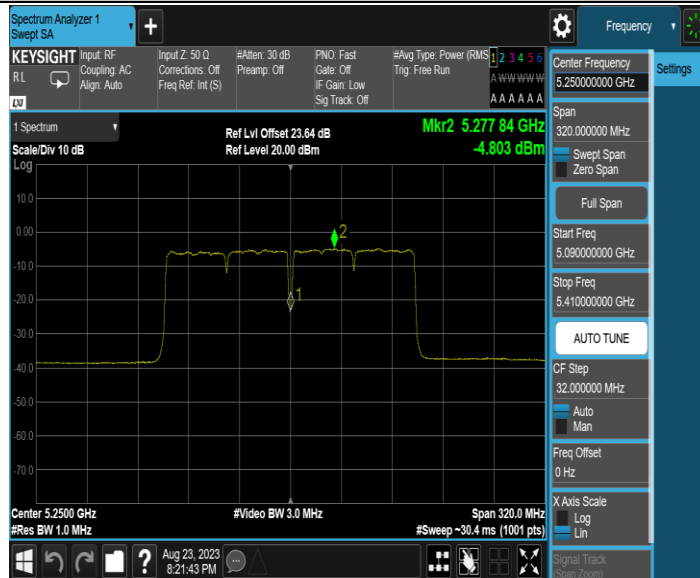 Spectrum Analyzer 1
Swept SA
+
Frequency
KEYSIGHT
RL
LXI
Input: RF
Coupling: AC
Align: Auto
Input Z: 50 Ω
Corrections: Off
Freq Ref: Int (S)
#Atten: 30 dB
Preamp: Off
PNO: Fast
Gate: Off
IF Gain: Low
Sig Track: Off
#Avg Type: Power (RMS
Trig: Free Run
1 2 3 4 5 6
A W W W W W
A A A A A A
Center Frequency
5.250000000 GHz
Settings
Span
320.000000 MHz
Swept Span
Zero Span
Full Span
Start Freq
5.090000000 GHz
Stop Freq
5.410000000 GHz
AUTO TUNE
CF Step
32.000000 MHz
Auto
Man
Freq Offset
0 Hz
X Axis Scale
Log
Lin
Signal Track
(Span Zoom)
1 Spectrum
Scale/Div 10 dB
Log
Ref Lvl Offset 23.64 dB
Ref Level 20.00 dBm
Mkr2 5.277 84 GHz
-4.803 dBm
10.0
0.00
-10.0
-20.0
-30.0
-40.0
-50.0
-60.0
-70.0
2
1
Center 5.2500 GHz
#Res BW 1.0 MHz
#Video BW 3.0 MHz
Span 320.0 MHz
#Sweep ~30.4 ms (1001 pts)
?
Aug 23, 2023
8:21:43 PM